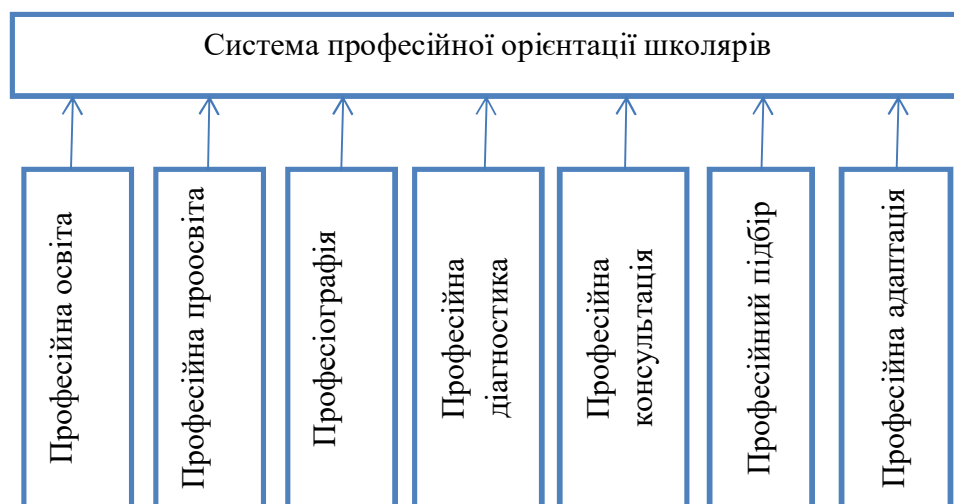 Система професійної орієнтації школярів
Професійна освіта
Професійна проосвіта
Професіографія
Професійна
діагностика
Професійна
консультація
Професійний підбір
Професійна адаптація